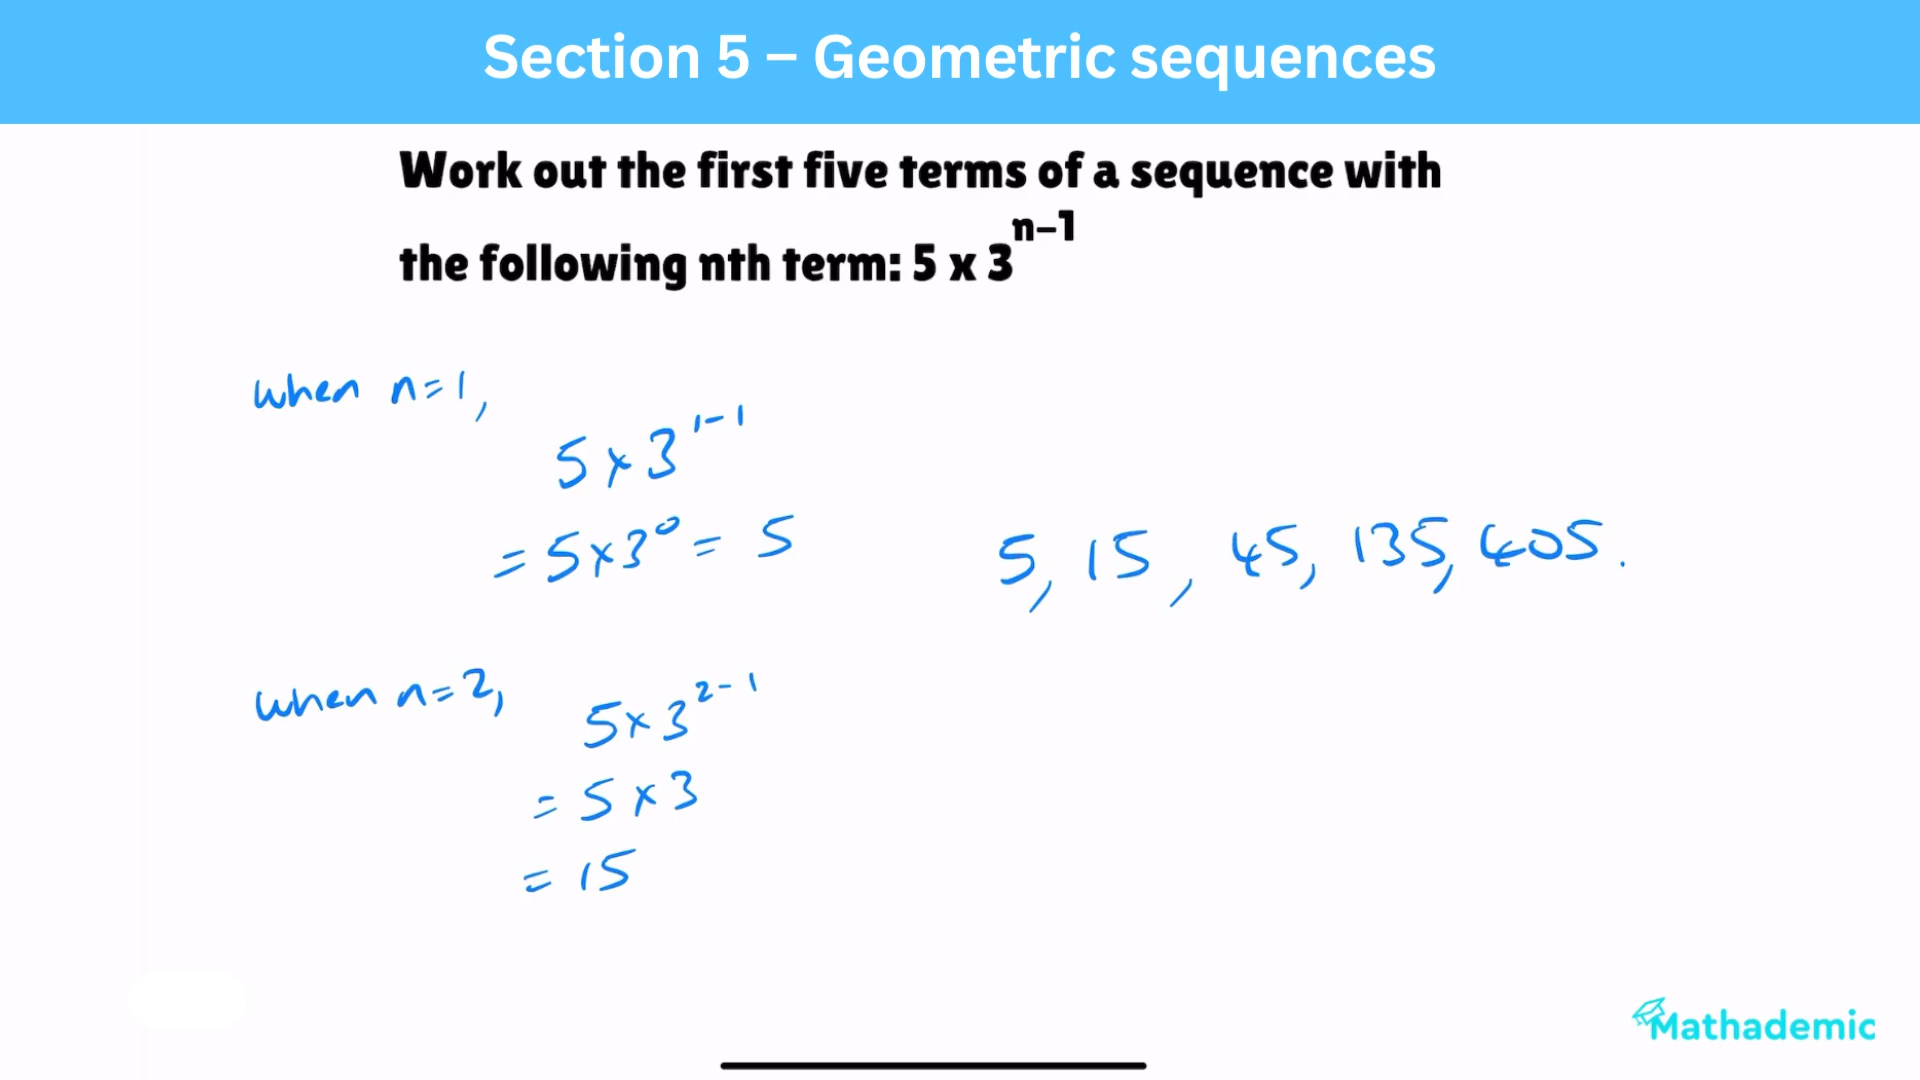 Section 5 – Geometric sequences
Work out the first five terms of a sequence with
the following nth term: 5 x 3^{n-1}
when n=1,
5 x 3^{1-1}
= 5 x 3^0 = 5
5, 15, 45, 135, 405.
when n=2,
5 x 3^{2-1}
= 5 x 3
= 15
Mathademic